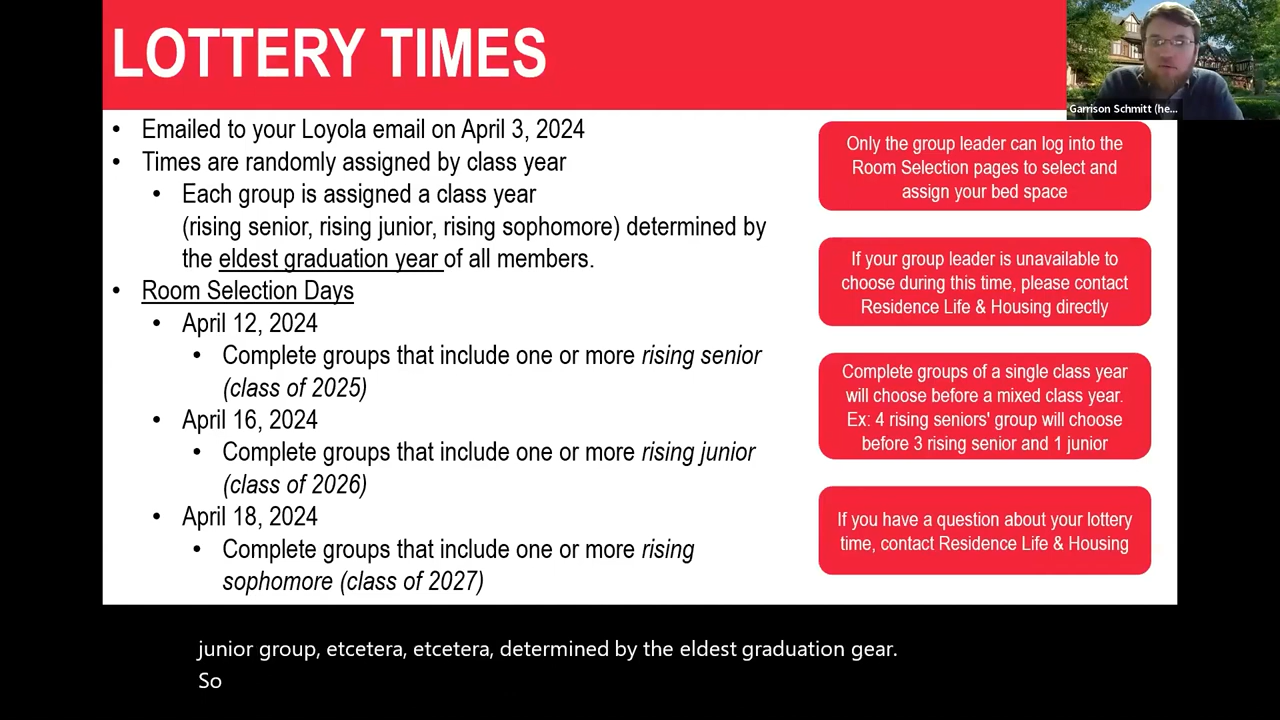 LOTTERY TIMES
Garrison Schmitt (he...
• Emailed to your Loyola email on April 3, 2024
• Times are randomly assigned by class year
• Each group is assigned a class year
(rising senior, rising junior, rising sophomore) determined by
the eldest graduation year of all members.
• Room Selection Days
• April 12, 2024
• Complete groups that include one or more rising senior
(class of 2025)
• April 16, 2024
• Complete groups that include one or more rising junior
(class of 2026)
• April 18, 2024
• Complete groups that include one or more rising
sophomore (class of 2027)
Only the group leader can log into the
Room Selection pages to select and
assign your bed space
If your group leader is unavailable to
choose during this time, please contact
Residence Life & Housing directly
Complete groups of a single class year
will choose before a mixed class year.
Ex: 4 rising seniors' group will choose
before 3 rising senior and 1 junior
If you have a question about your lottery
time, contact Residence Life & Housing
junior group, etcetera, etcetera, determined by the eldest graduation gear.
So